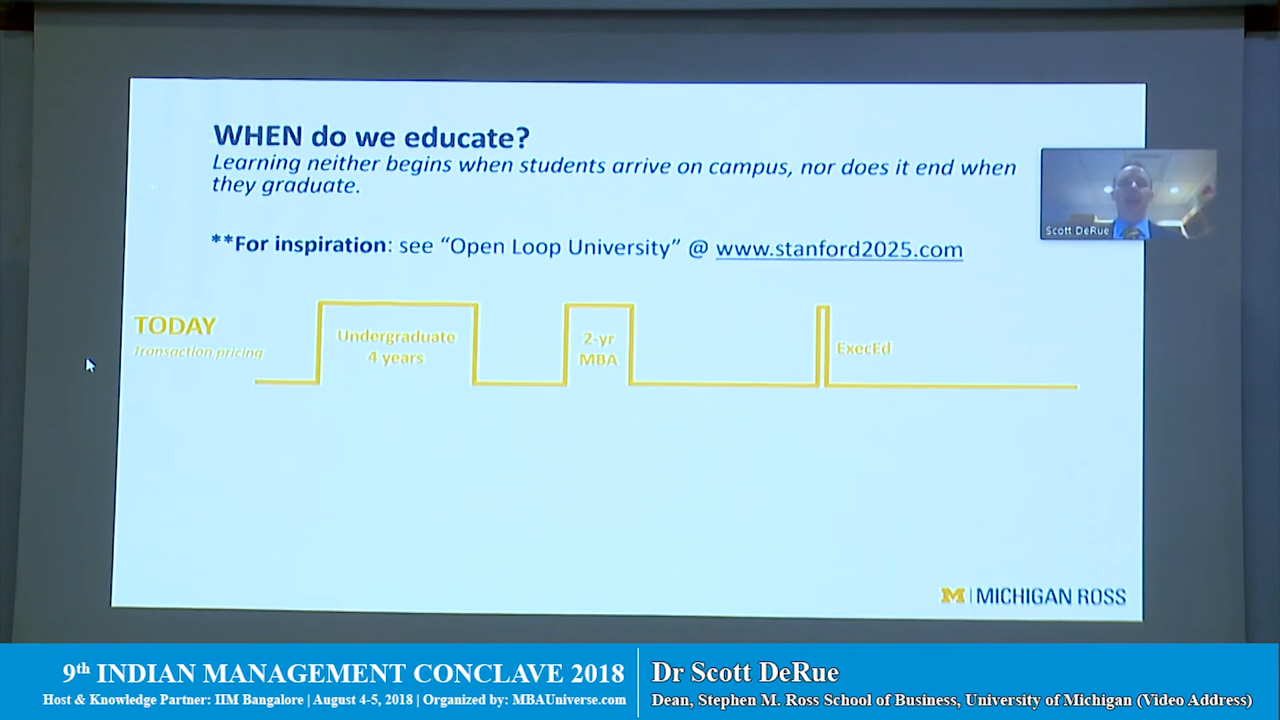 WHEN do we educate?
Learning neither begins when students arrive on campus, nor does it end when
they graduate.
**For inspiration: see “Open Loop University” @ www.stanford2025.com
Scott DeRue
TODAY
Transaction pricing
Undergraduate
4 years
2-yr
MBA
ExecEd
M | MICHIGAN ROSS
9th INDIAN MANAGEMENT CONCLAVE 2018
Host & Knowledge Partner: IIM Bangalore | August 4-5, 2018 | Organized by: MBAUniverse.com
Dr Scott DeRue
Dean, Stephen M. Ross School of Business, University of Michigan (Video Address)